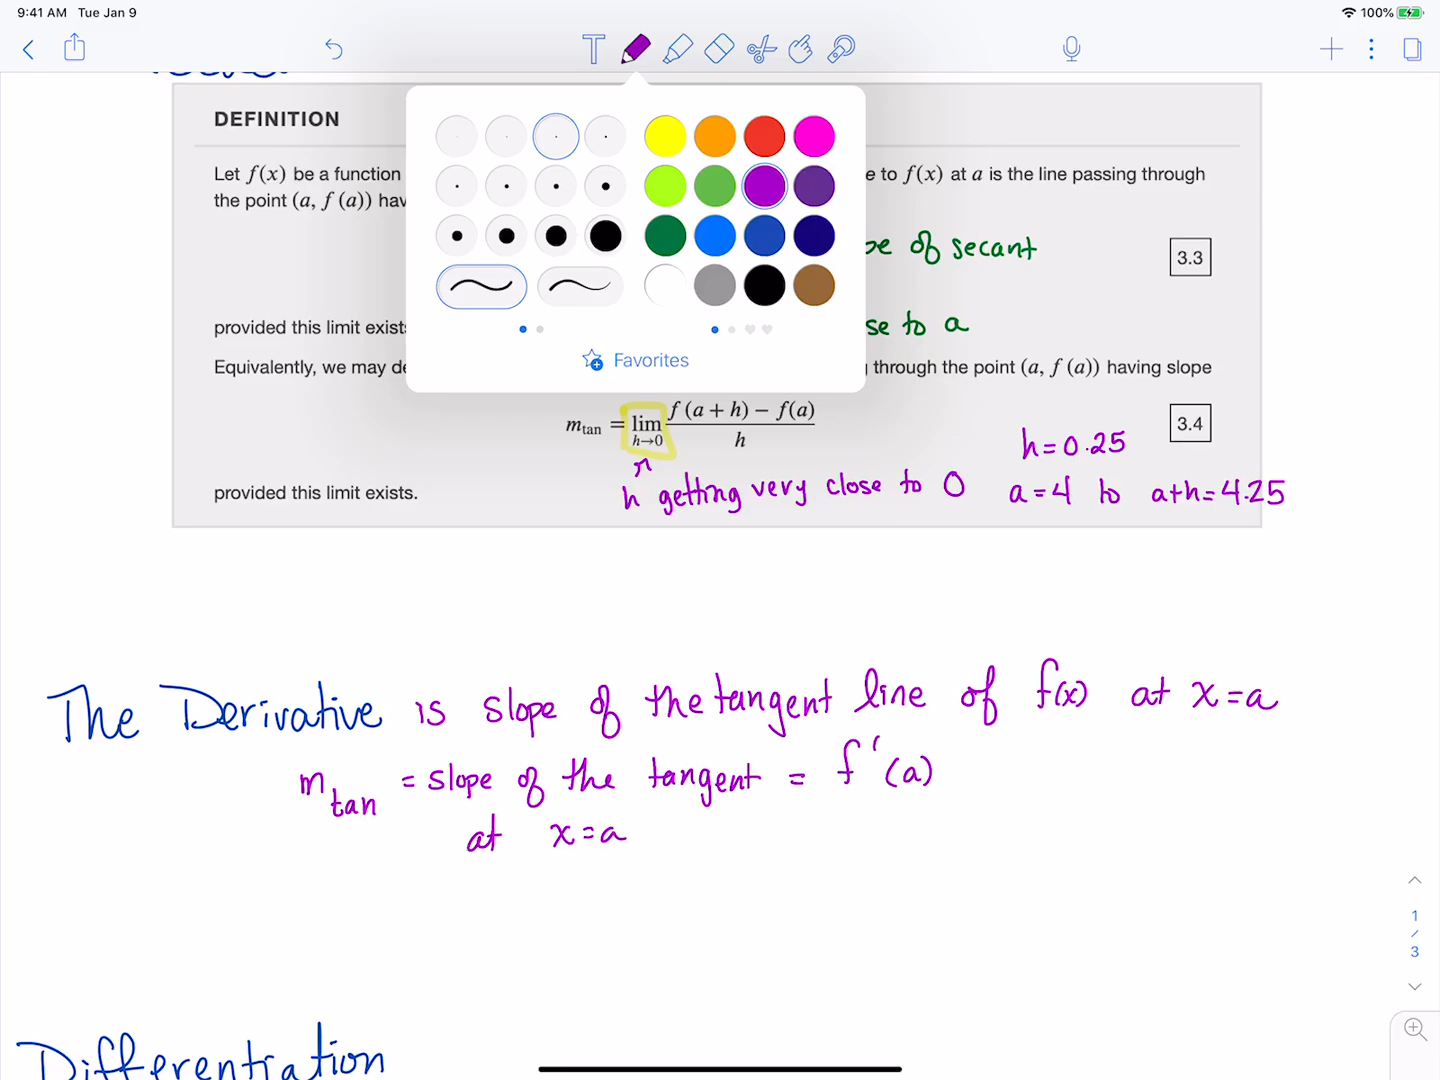 9:41 AM Tue Jan 9
100%
T
DEFINITION
Let f(x) be a function
e to f(x) at a is the line passing through
the point (a, f (a)) hav
pe of secant
3.3
provided this limit exists
se to a
Favorites
Equivalently, we may de
through the point (a, f (a)) having slope
m_tan = lim_{h→0} (f (a + h) − f(a))/h
3.4
h = 0.25
h getting very close to 0
a = 4 to a+h = 4.25
provided this limit exists.
The Derivative is slope of the tangent line of f(x) at x = a
m_tan = slope of the tangent = f'(a)
at x = a
1
/
3
Differentiation